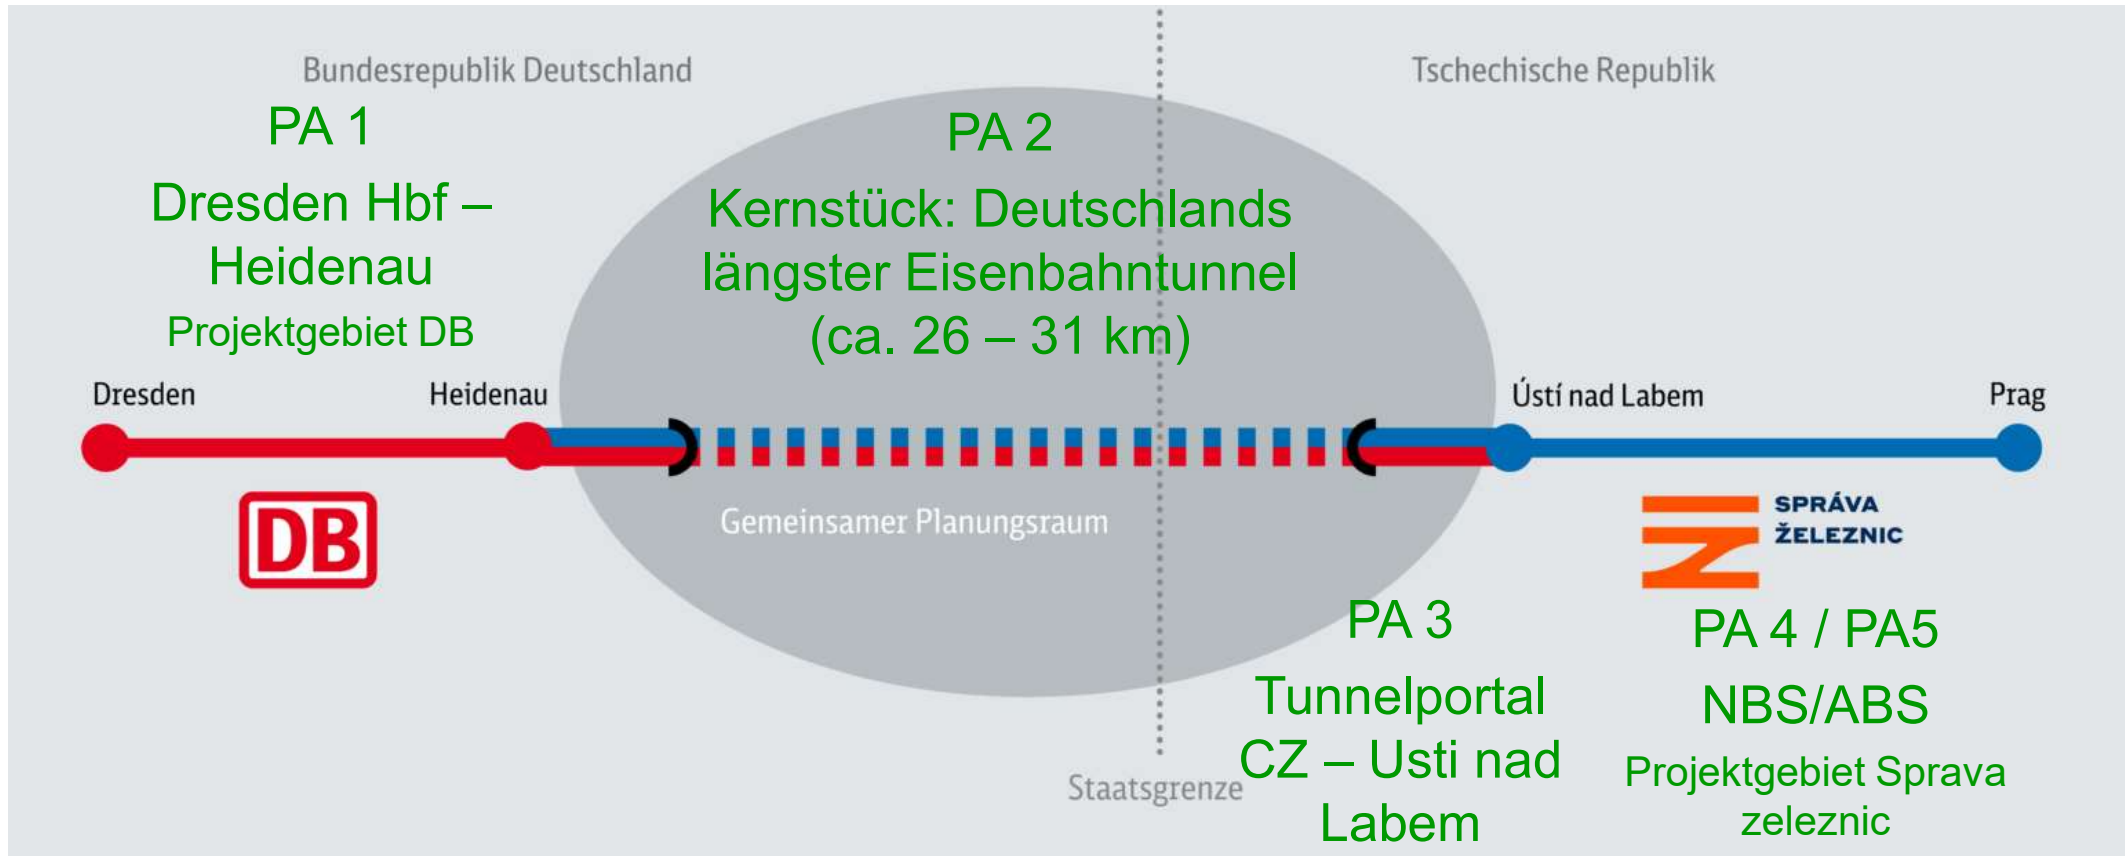 Bundesrepublik Deutschland
Tschechische Republik
PA 1
Dresden Hbf –
Heidenau
Projektgebiet DB
PA 2
Kernstück: Deutschlands
längster Eisenbahntunnel
(ca. 26 – 31 km)
Dresden
Heidenau
Ústí nad Labem
Prag
DB
Gemeinsamer Planungsraum
SPRÁVA
ŽELEZNIC
PA 3
Tunnelportal
CZ – Usti nad
Labem
PA 4 / PA5
NBS/ABS
Projektgebiet Sprava
zeleznic
Staatsgrenze